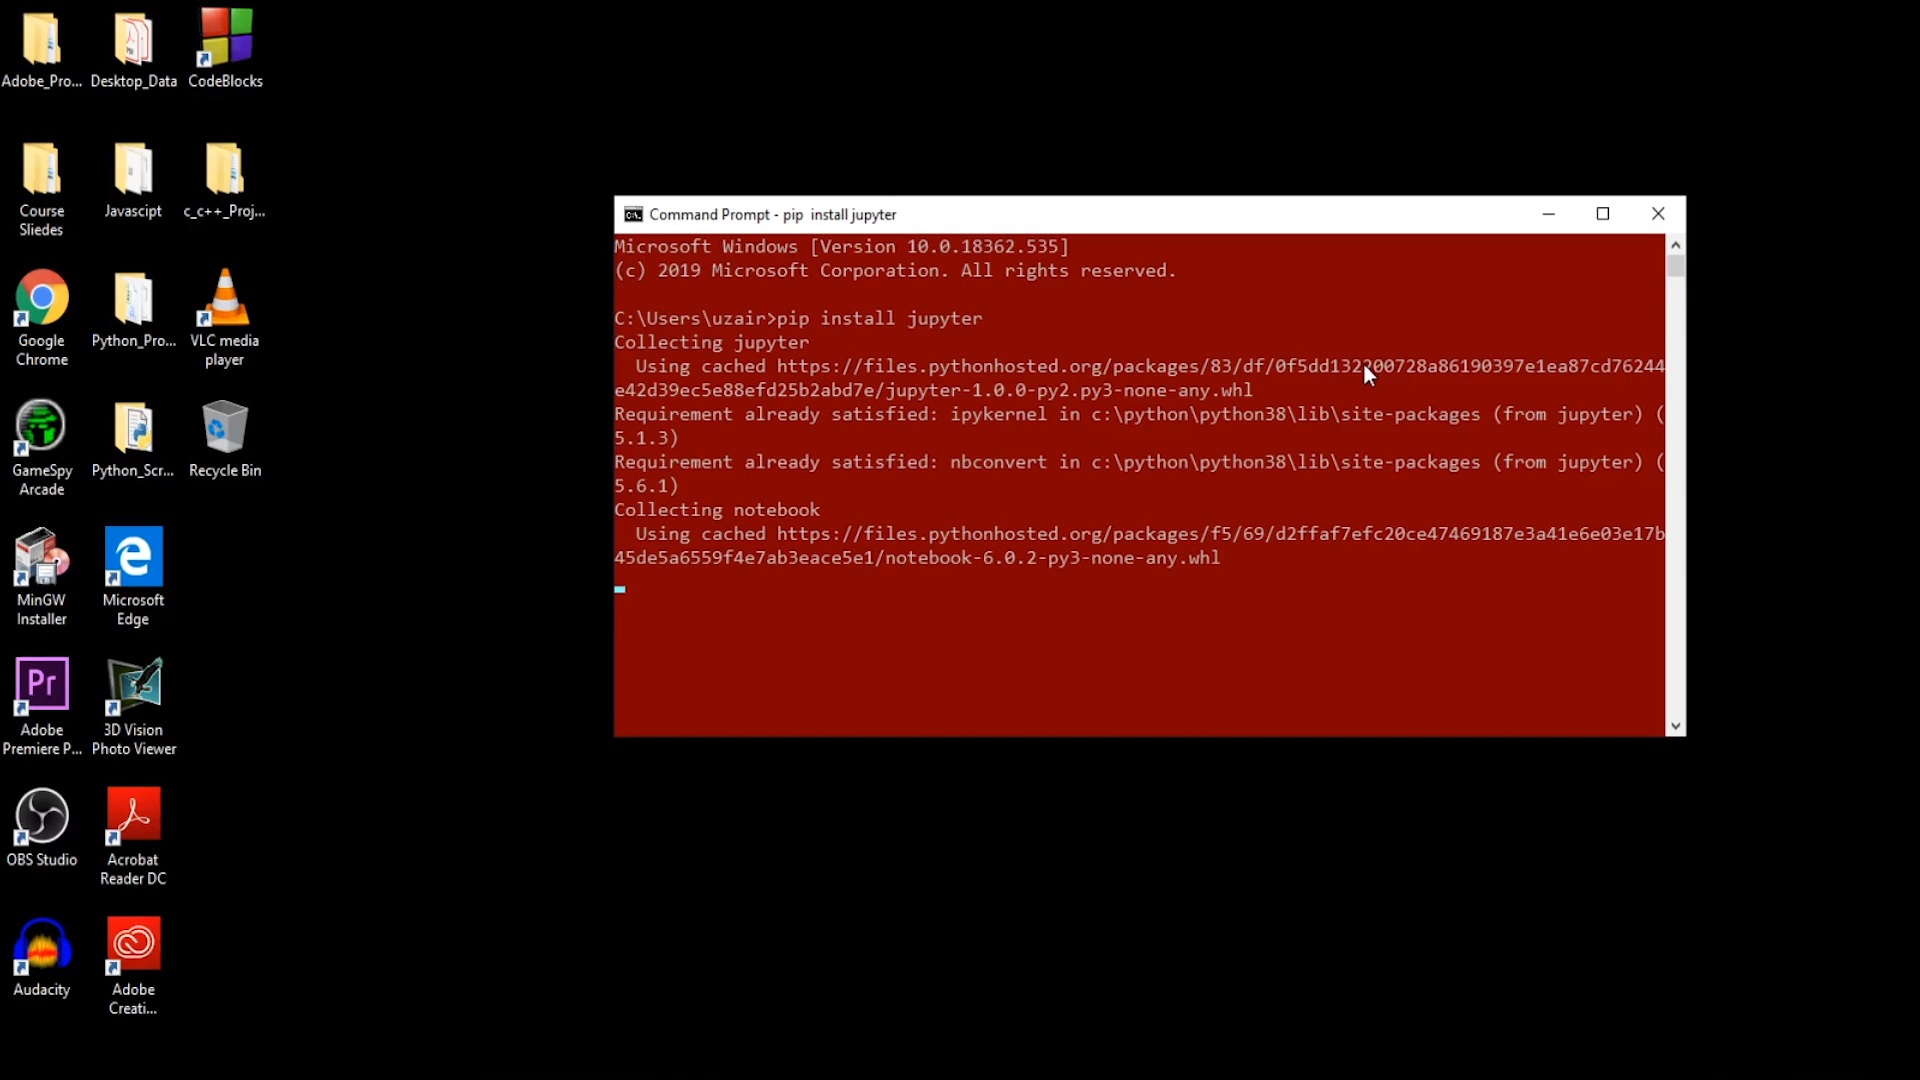 Adobe_Pro...
Desktop_Data
CodeBlocks
Course
Sliedes
Javascipt
c_c++_Proj...
Google
Chrome
Python_Pro...
VLC media
player
GameSpy
Arcade
Python_Scr...
Recycle Bin
MinGW
Installer
Microsoft
Edge
Pr
Adobe
Premiere P...
3D Vision
Photo Viewer
OBS Studio
Acrobat
Reader DC
Audacity
Adobe
Creati...
Command Prompt - pip  install jupyter
Microsoft Windows [Version 10.0.18362.535]
(c) 2019 Microsoft Corporation. All rights reserved.
C:\Users\uzair>pip install jupyter
Collecting jupyter
  Using cached https://files.pythonhosted.org/packages/83/df/0f5dd132200728a86190397e1ea87cd76244
e42d39ec5e88efd25b2abd7e/jupyter-1.0.0-py2.py3-none-any.whl
Requirement already satisfied: ipykernel in c:\python\python38\lib\site-packages (from jupyter) (
5.1.3)
Requirement already satisfied: nbconvert in c:\python\python38\lib\site-packages (from jupyter) (
5.6.1)
Collecting notebook
  Using cached https://files.pythonhosted.org/packages/f5/69/d2ffaf7efc20ce47469187e3a41e6e03e17b
45de5a6559f4e7ab3eace5e1/notebook-6.0.2-py3-none-any.whl